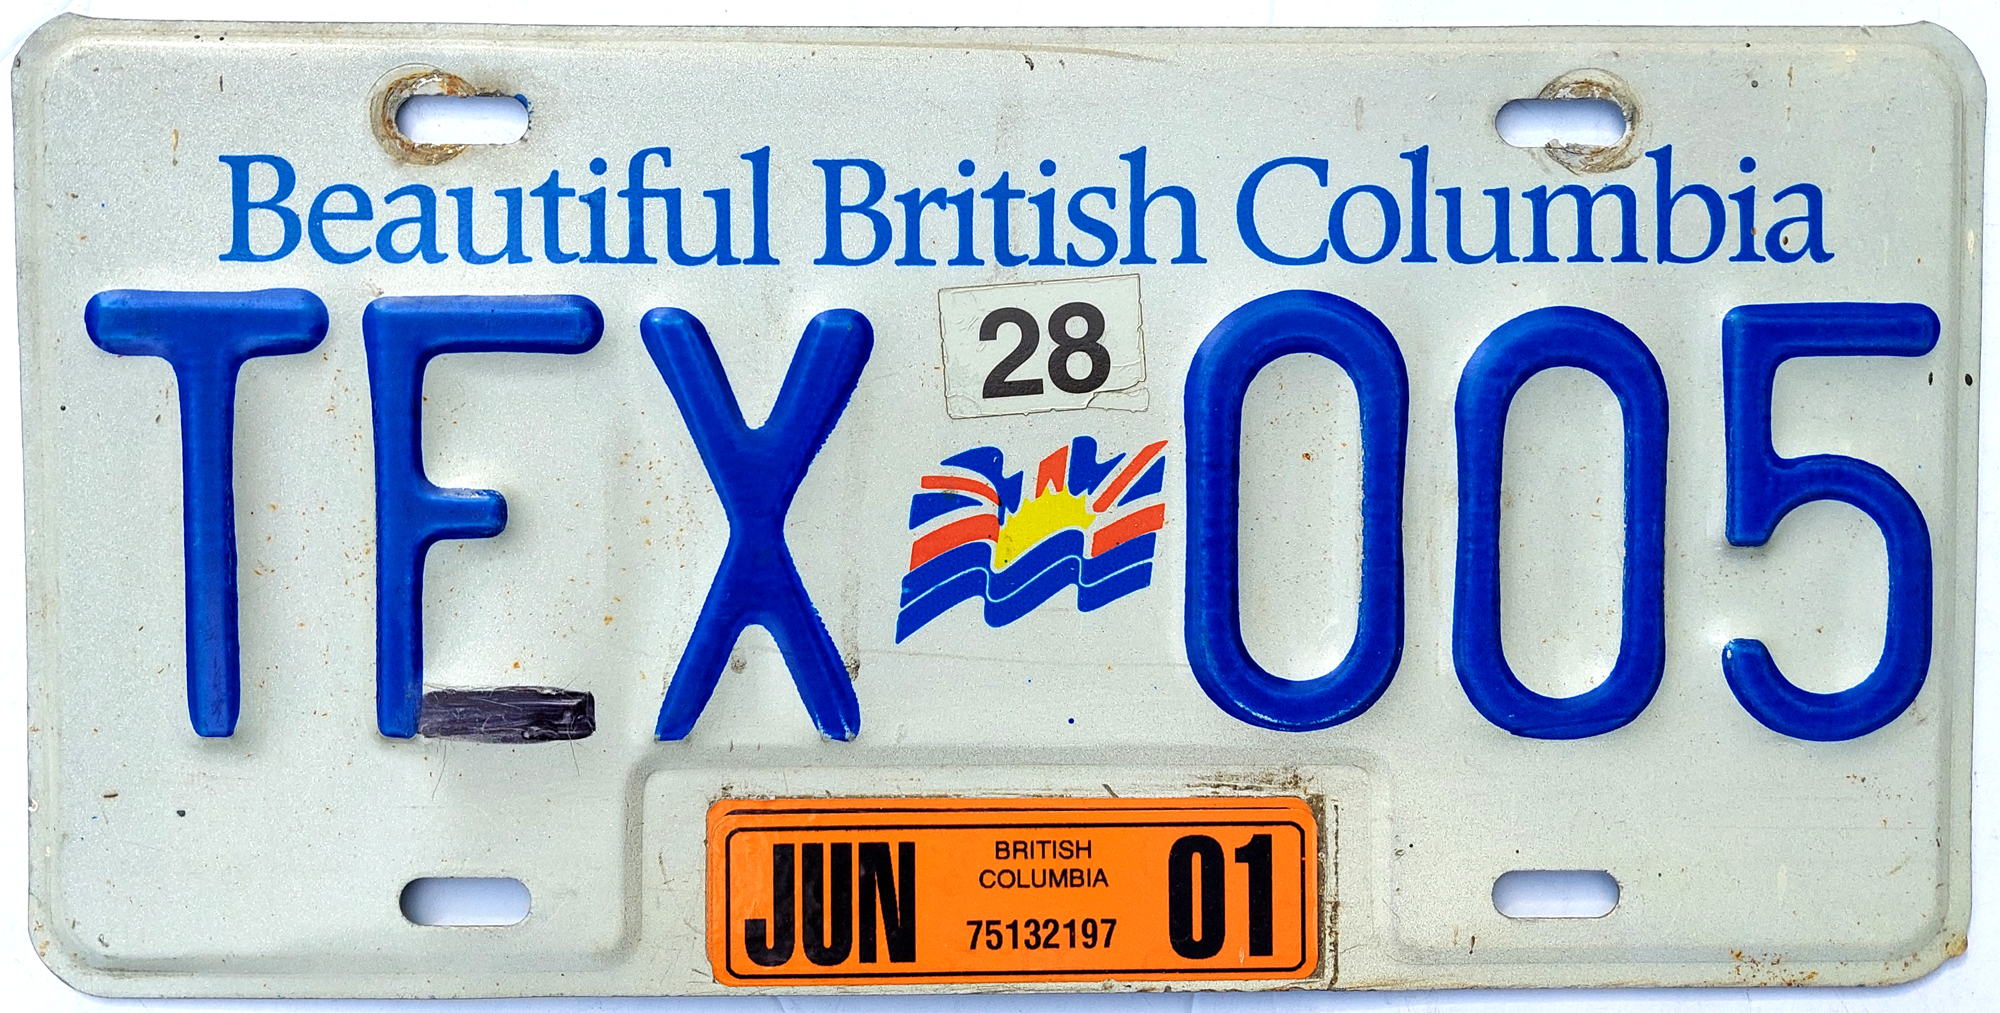 Beautiful British Columbia
28
TEX 005
JUN BRITISH COLUMBIA 01
75132197